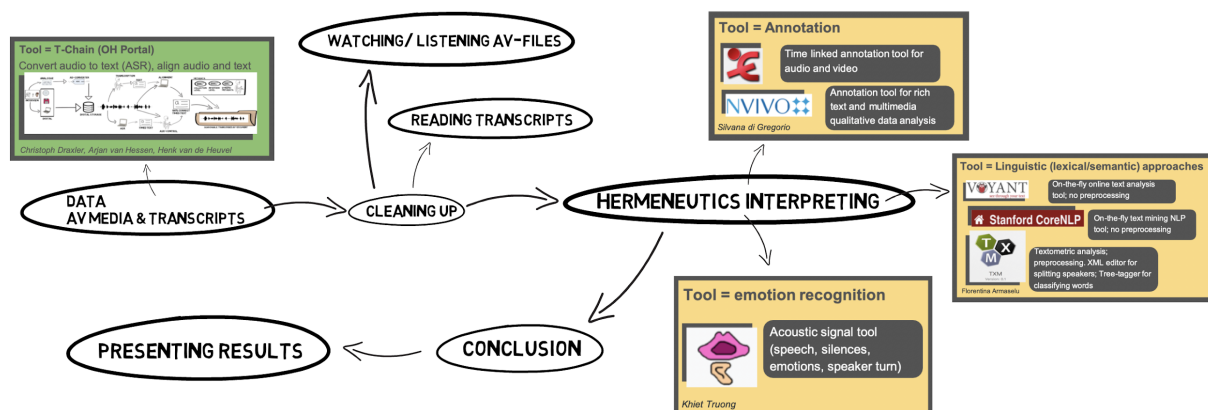 Tool = T-Chain (OH Portal)
Convert audio to text (ASR), align audio and text
Christoph Draxler, Arjan van Hessen, Henk van de Heuvel
WATCHING/ LISTENING AV-FILES
READING TRANSCRIPTS
DATA
AV MEDIA & TRANSCRIPTS
CLEANING UP
HERMENEUTICS INTERPRETING
CONCLUSION
PRESENTING RESULTS
Tool = Annotation
Time linked annotation tool for
audio and video
NVIVO
Annotation tool for rich
text and multimedia
qualitative data analysis
Silvana di Gregorio
Tool = Linguistic (lexical/semantic) approaches
VOYANT
On-the-fly online text analysis
tool; no preprocessing
Stanford CoreNLP
On-the-fly text mining NLP
tool; no preprocessing
T
X
M
TXM
Textometric analysis;
preprocessing. XML editor for
splitting speakers; Tree-tagger for
classifying words
Florentina Armaselu
Tool = emotion recognition
Acoustic signal tool
(speech, silences,
emotions, speaker turn)
Khiet Truong